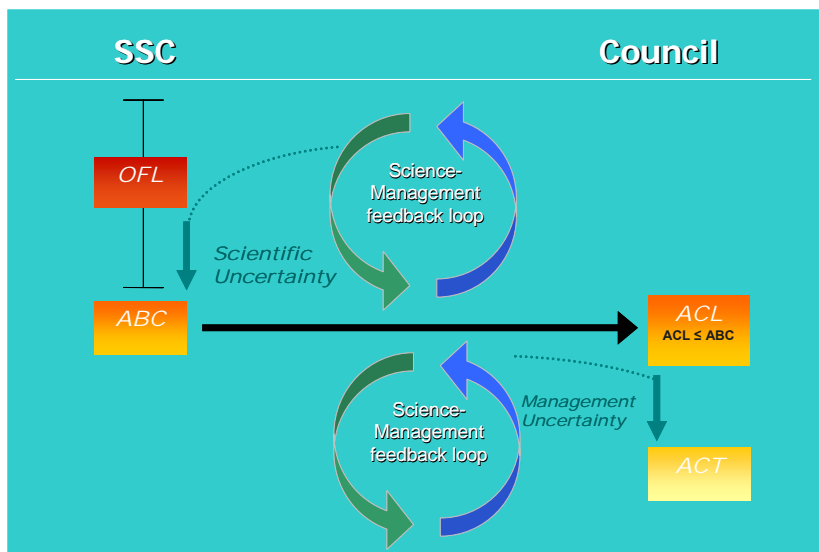 SSC
Council
OFL
Science-
Management
feedback loop
Scientific
Uncertainty
ABC
ACL
ACL ≤ ABC
Science-
Management
feedback loop
Management
Uncertainty
ACT